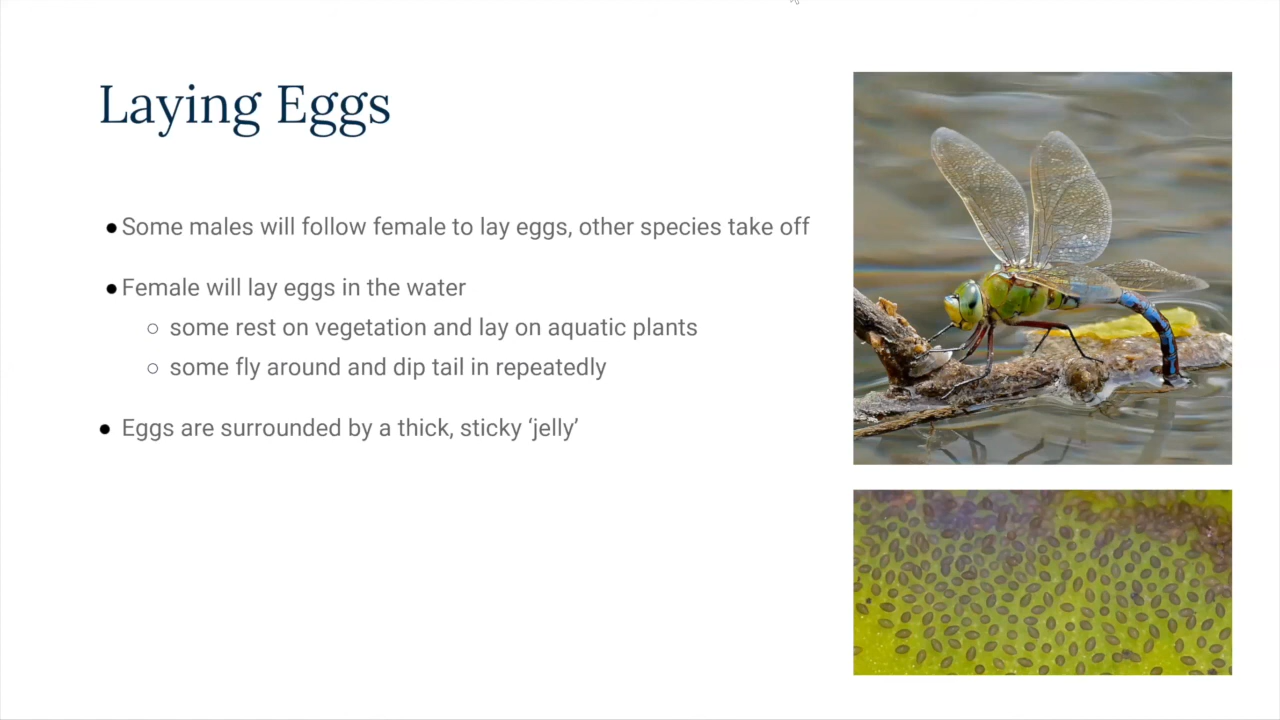 Laying Eggs
● Some males will follow female to lay eggs, other species take off
● Female will lay eggs in the water
○ some rest on vegetation and lay on aquatic plants
○ some fly around and dip tail in repeatedly
● Eggs are surrounded by a thick, sticky ‘jelly’